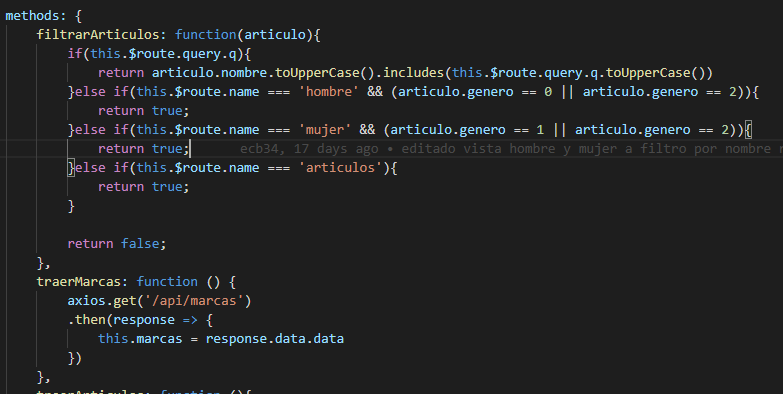 methods: {
filtrarArticulos: function(articulo){
if(this.$route.query.q){
return articulo.nombre.toUpperCase().includes(this.$route.query.q.toUpperCase())
}else if(this.$route.name === 'hombre' && (articulo.genero == 0 || articulo.genero == 2)){
return true;
}else if(this.$route.name === 'mujer' && (articulo.genero == 1 || articulo.genero == 2)){
return true; ecb34, 17 days ago • editado vista hombre y mujer a filtro por nombre
}else if(this.$route.name === 'articulos'){
return true;
}
return false;
},
traerMarcas: function () {
axios.get('/api/marcas')
.then(response => {
this.marcas = response.data.data
})
},